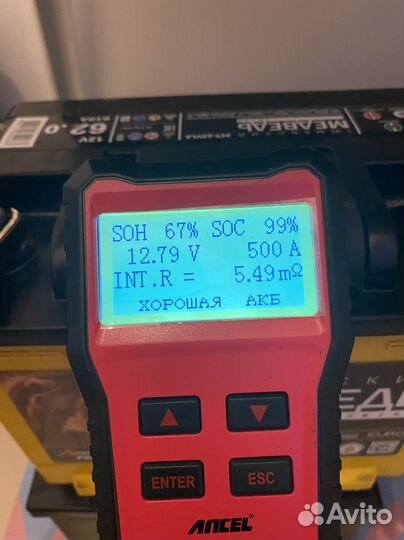 МЕДВЕДЬ
62.0
12V
SOH 67% SOC 99%
12.79 V 500 A
INT.R = 5.49mΩ
ХОРОШАЯ АКБ
ENTER
ESC
ANCEL
Avito